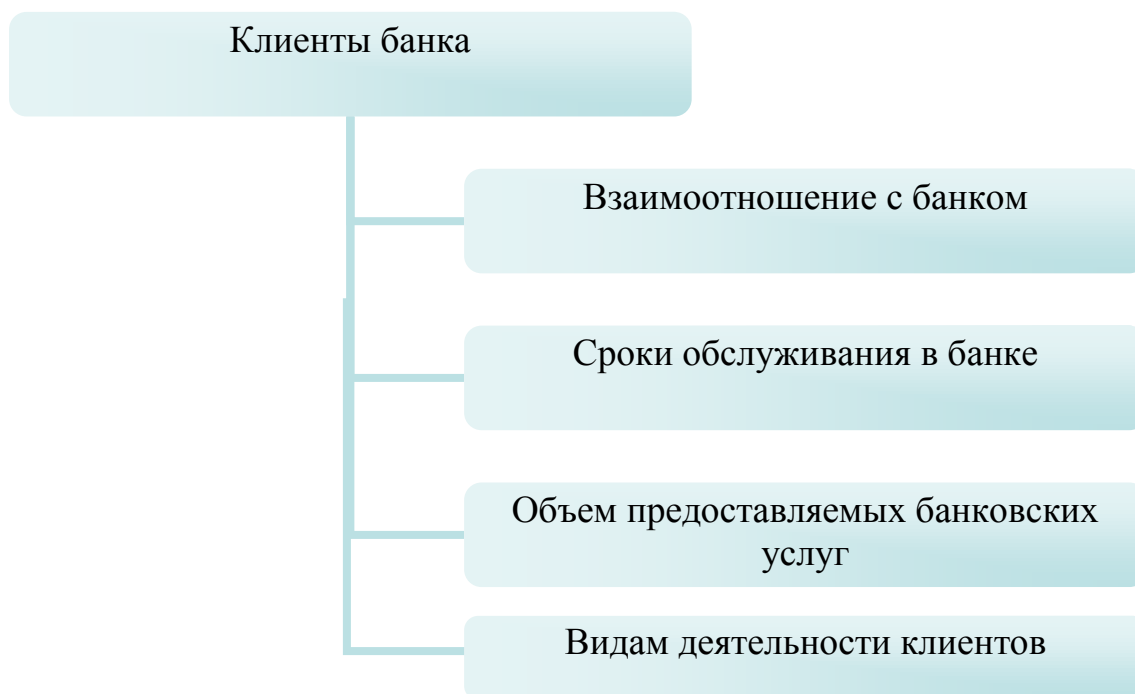 Клиенты банка
Взаимоотношение с банком
Сроки обслуживания в банке
Объем предоставляемых банковских
услуг
Видам деятельности клиентов